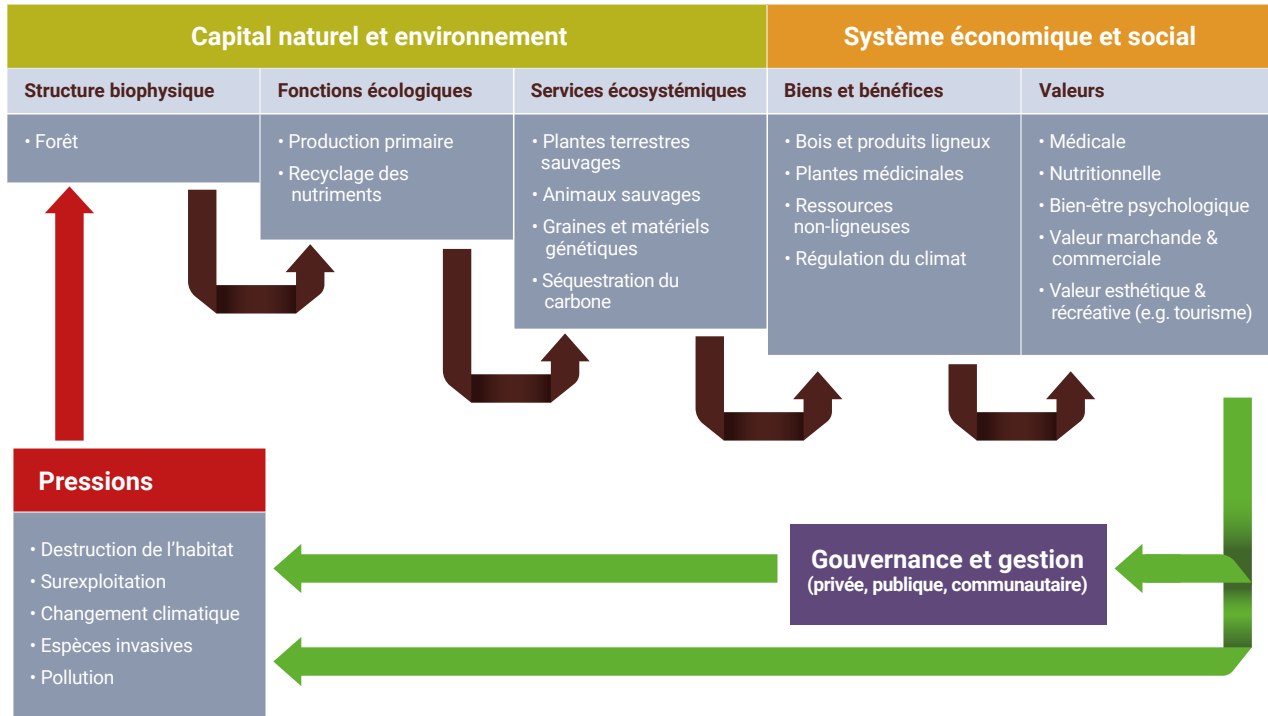 Capital naturel et environnement
Système économique et social
Structure biophysique
Fonctions écologiques
Services écosystémiques
Biens et bénéfices
Valeurs
• Forêt
• Production primaire
• Recyclage des
nutriments
• Plantes terrestres
sauvages
• Animaux sauvages
• Graines et matériels
génétiques
• Séquestration du
carbone
• Bois et produits ligneux
• Plantes médicinales
• Ressources
non-ligneuses
• Régulation du climat
• Médicale
• Nutritionnelle
• Bien-être psychologique
• Valeur marchande &
commerciale
• Valeur esthétique &
récréative (e.g. tourisme)
Pressions
• Destruction de l’habitat
• Surexploitation
• Changement climatique
• Espèces invasives
• Pollution
Gouvernance et gestion
(privée, publique, communautaire)